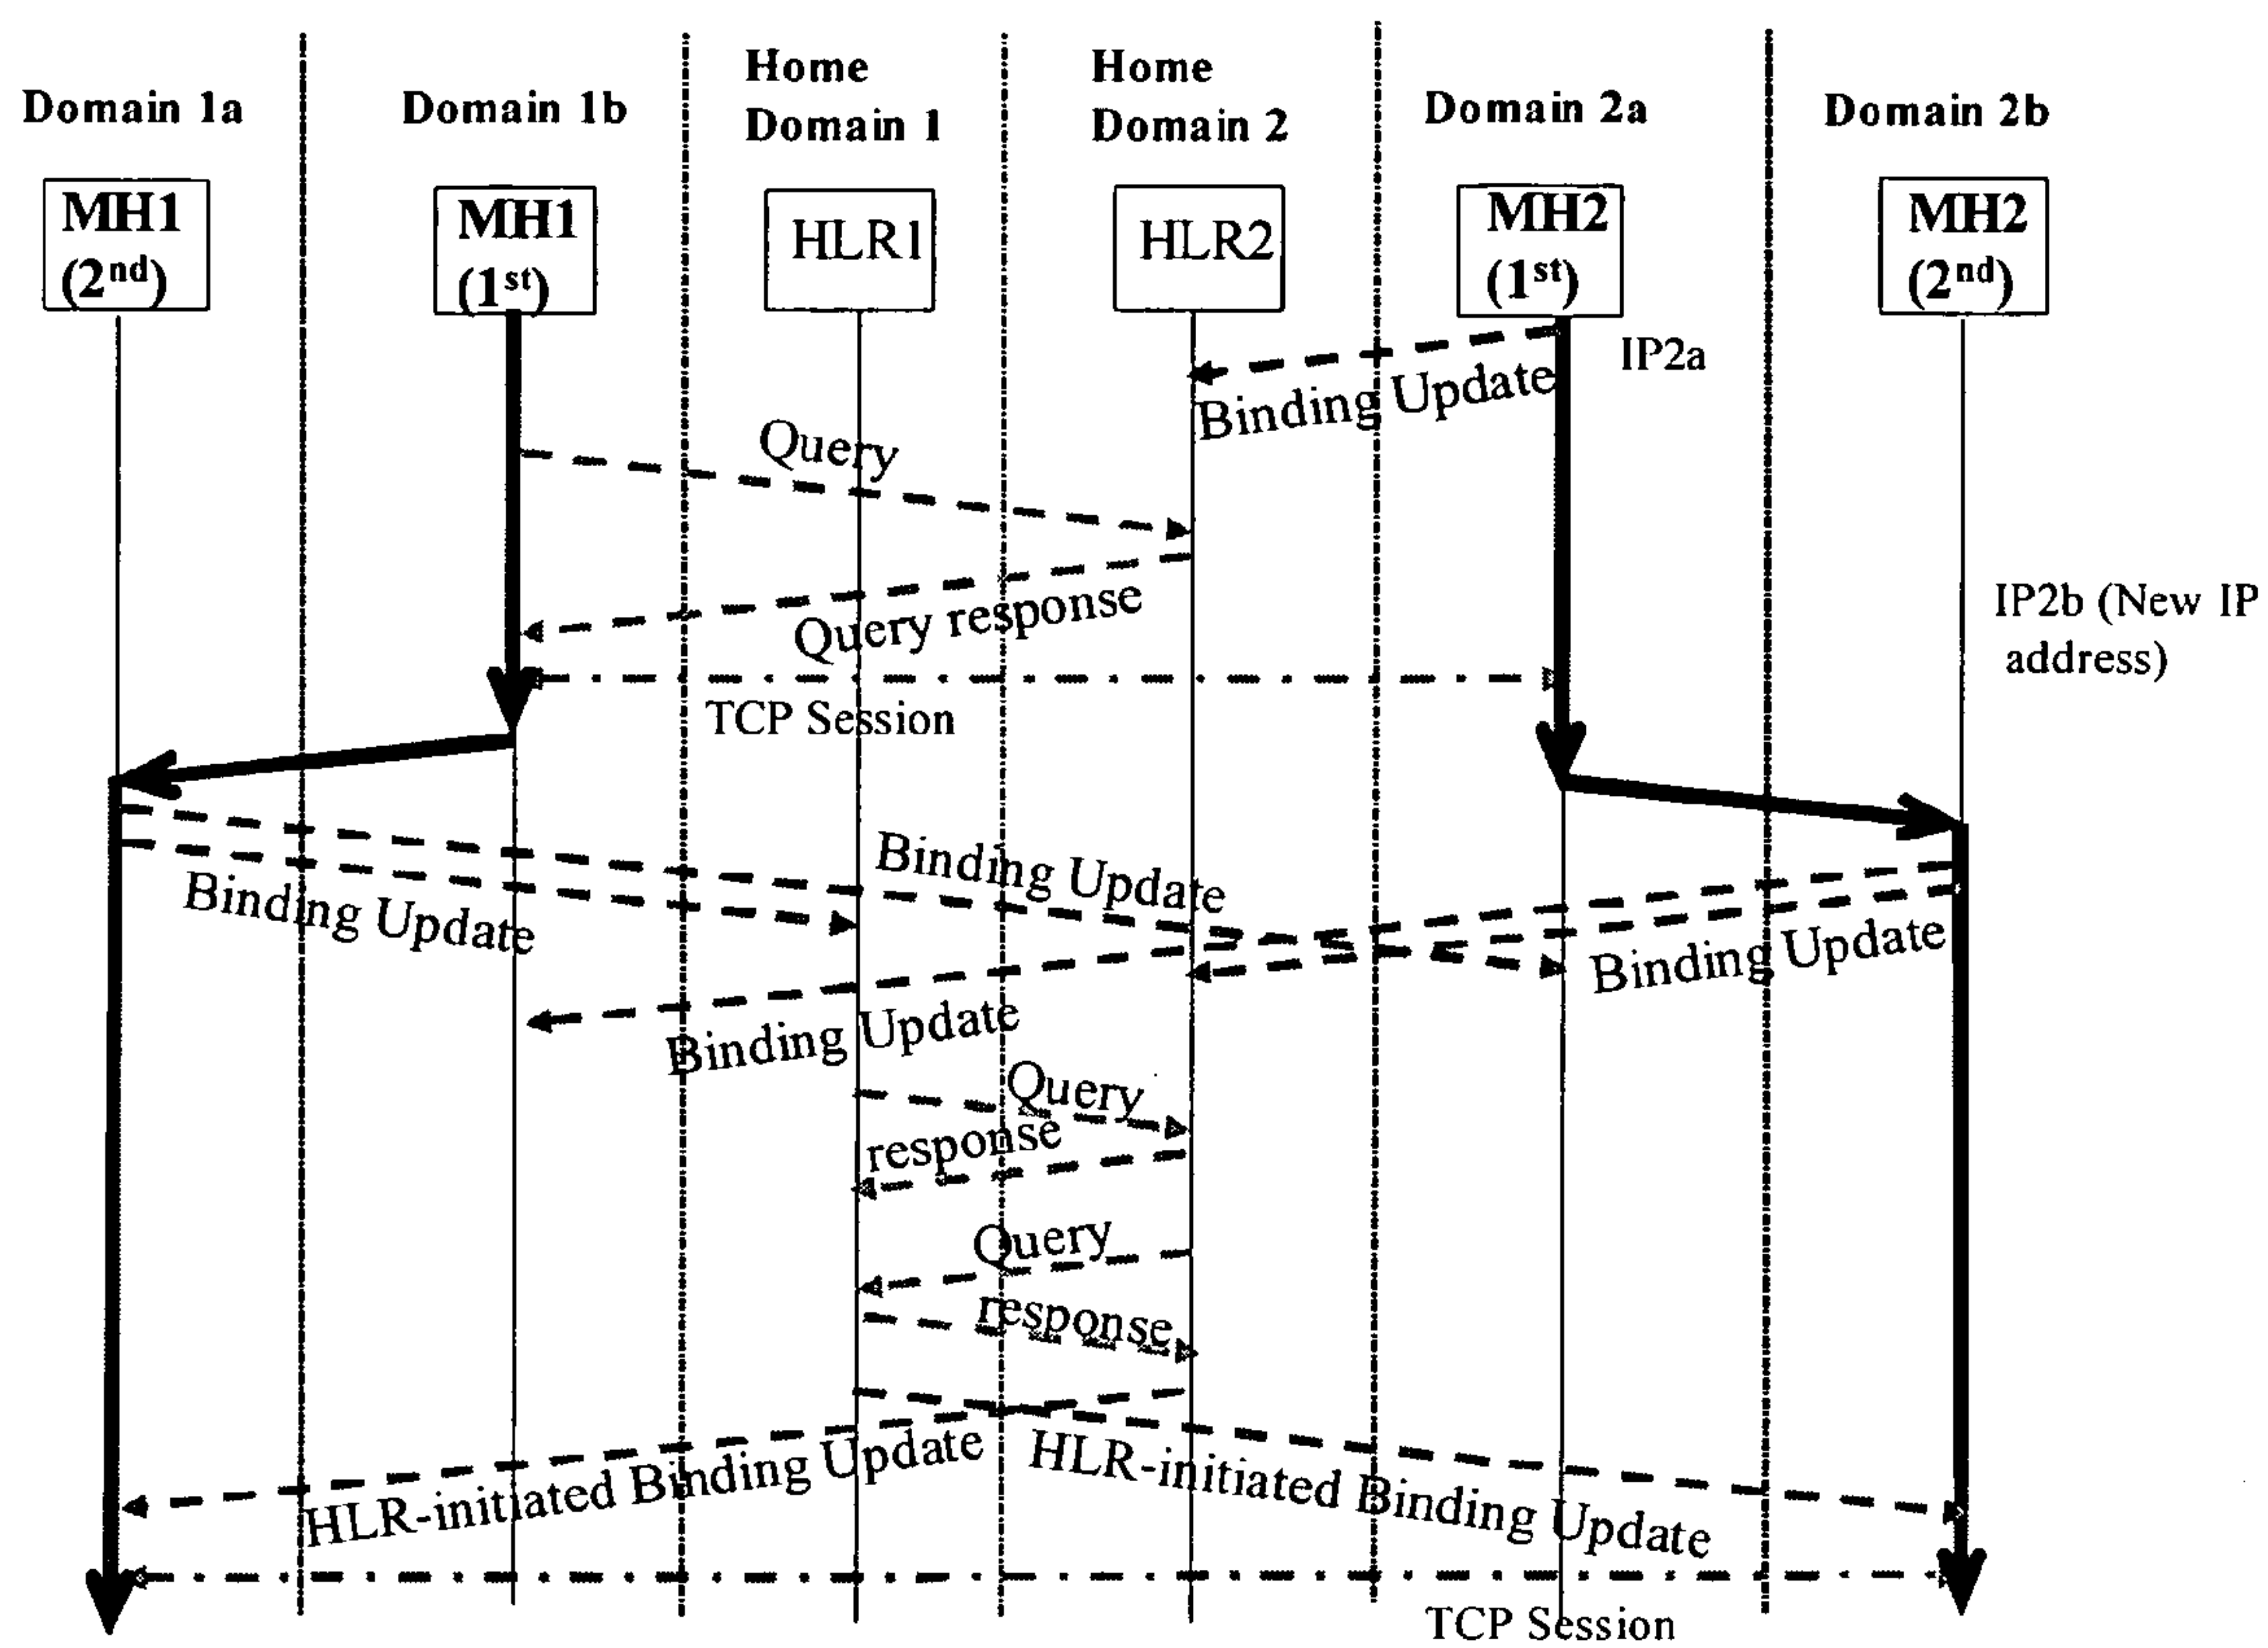 Domain 1a
Domain 1b
Home
Domain 1
Home
Domain 2
Domain 2a
Domain 2b
MH1
(2nd)
MH1
(1st)
HLR1
HLR2
MH2
(1st)
MH2
(2nd)
IP2a
Binding Update
Query
Query response
IP2b (New IP
address)
TCP Session
Binding Update
Binding Update
Binding Update
Binding Update
Query
response
Query
response
HLR-initiated Binding Update
HLR-initiated Binding Update
TCP Session